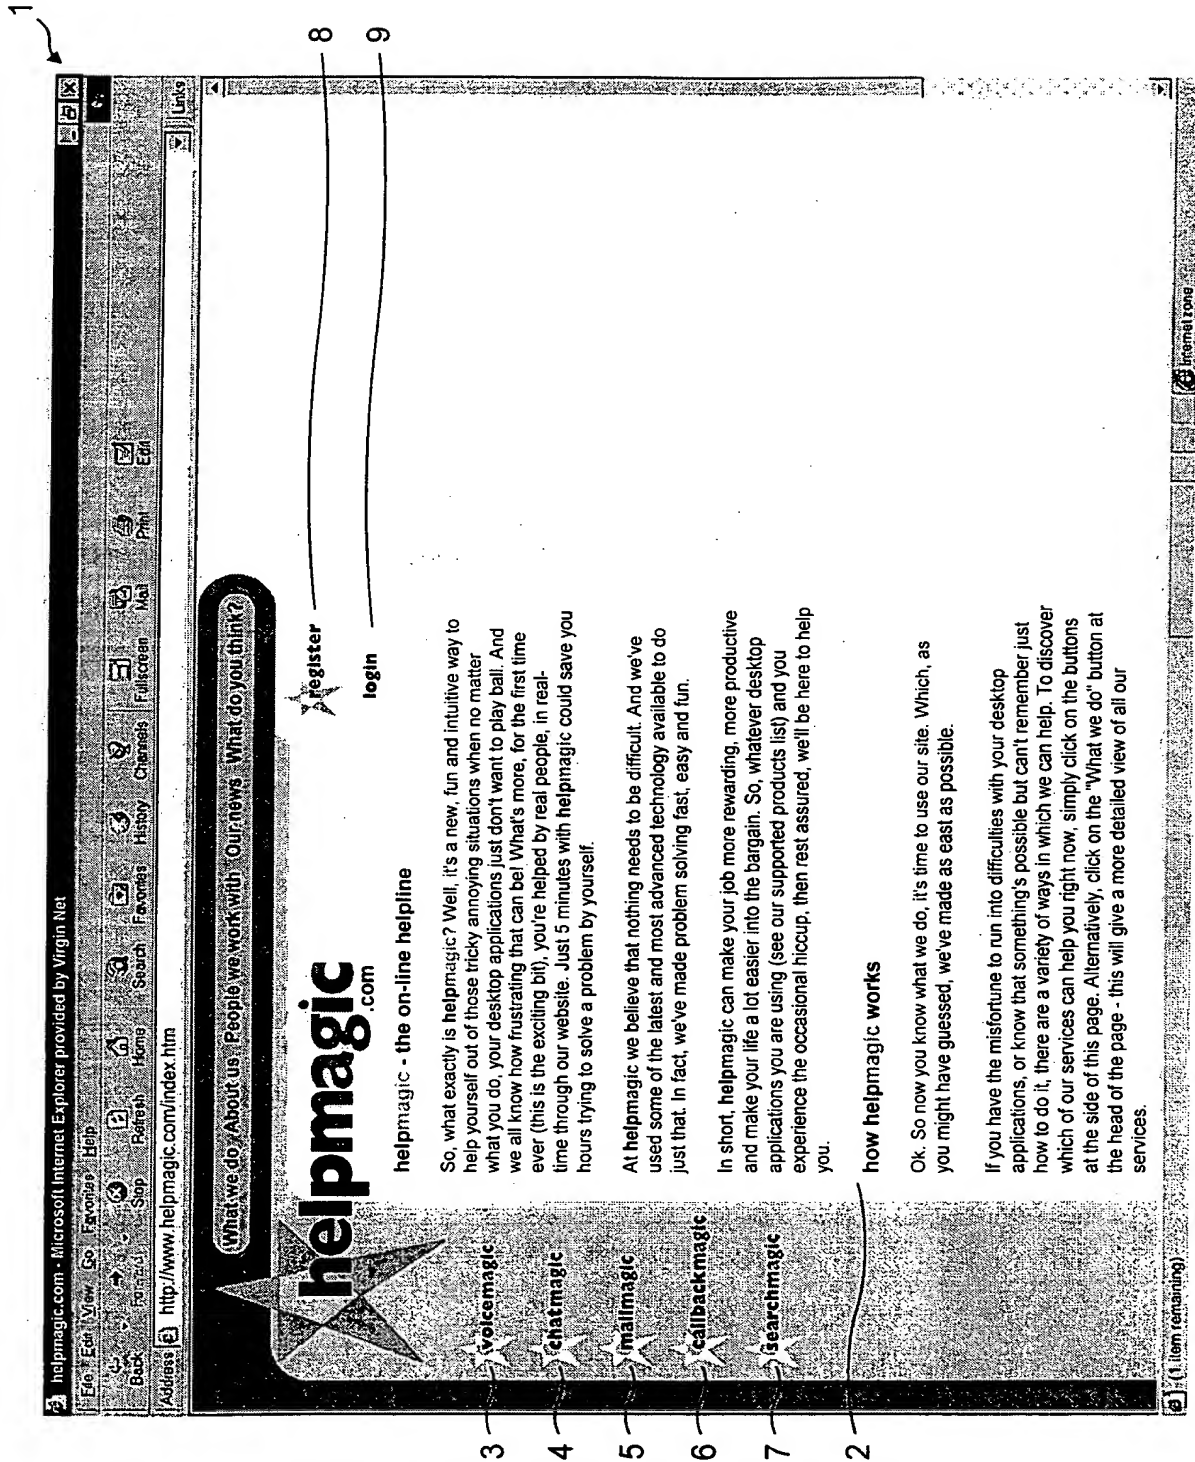 1
helpmagic.com - Microsoft Internet Explorer provided by Virgin Net
File Edit View Go Favorites Help
Back Forward Stop Refresh Home Search Favorites History Channels Fullscreen Mail Print Edit
Address http://www.helpmagic.com/index.htm Links
What we do About us People we work with Our news What do you think?
helpmagic
.com
register 8
login 9
helpmagic - the on-line helpline
So, what exactly is helpmagic? Well, it's a new, fun and intuitive way to
help yourself out of those tricky annoying situations when no matter
what you do, your desktop applications just don't want to play ball. And
we all know how frustrating that can be! What's more, for the first time
ever (this is the exciting bit), you're helped by real people, in real-
time through our website. Just 5 minutes with helpmagic could save you
hours trying to solve a problem by yourself.
At helpmagic we believe that nothing needs to be difficult. And we've
used some of the latest and most advanced technology available to do
just that. In fact, we've made problem solving fast, easy and fun.
In short, helpmagic can make your job more rewarding, more productive
and make your life a lot easier into the bargain. So, whatever desktop
applications you are using (see our supported products list) and you
experience the occasional hiccup, then rest assured, we'll be here to help
you.
how helpmagic works
Ok. So now you know what we do, it's time to use our site. Which, as
you might have guessed, we've made as east as possible.
If you have the misfortune to run into difficulties with your desktop
applications, or know that something's possible but can't remember just
how to do it, there are a variety of ways in which we can help. To discover
which of our services can help you right now, simply click on the buttons
at the side of this page. Alternatively, click on the "What we do" button at
the head of the page - this will give a more detailed view of all our
services.
3 voicemagic
4 chatmagic
5 mailmagic
6 callbackmagic
7 searchmagic
2
(1 item remaining) Internet zone